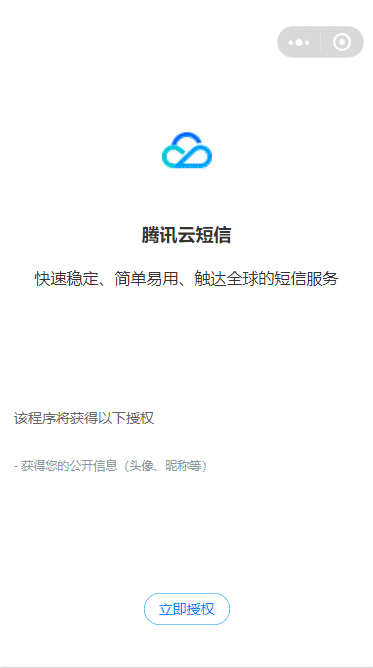 腾讯云短信
快速稳定、简单易用、触达全球的短信服务
该程序将获得以下授权
- 获得您的公开信息（头像、昵称等）
立即授权